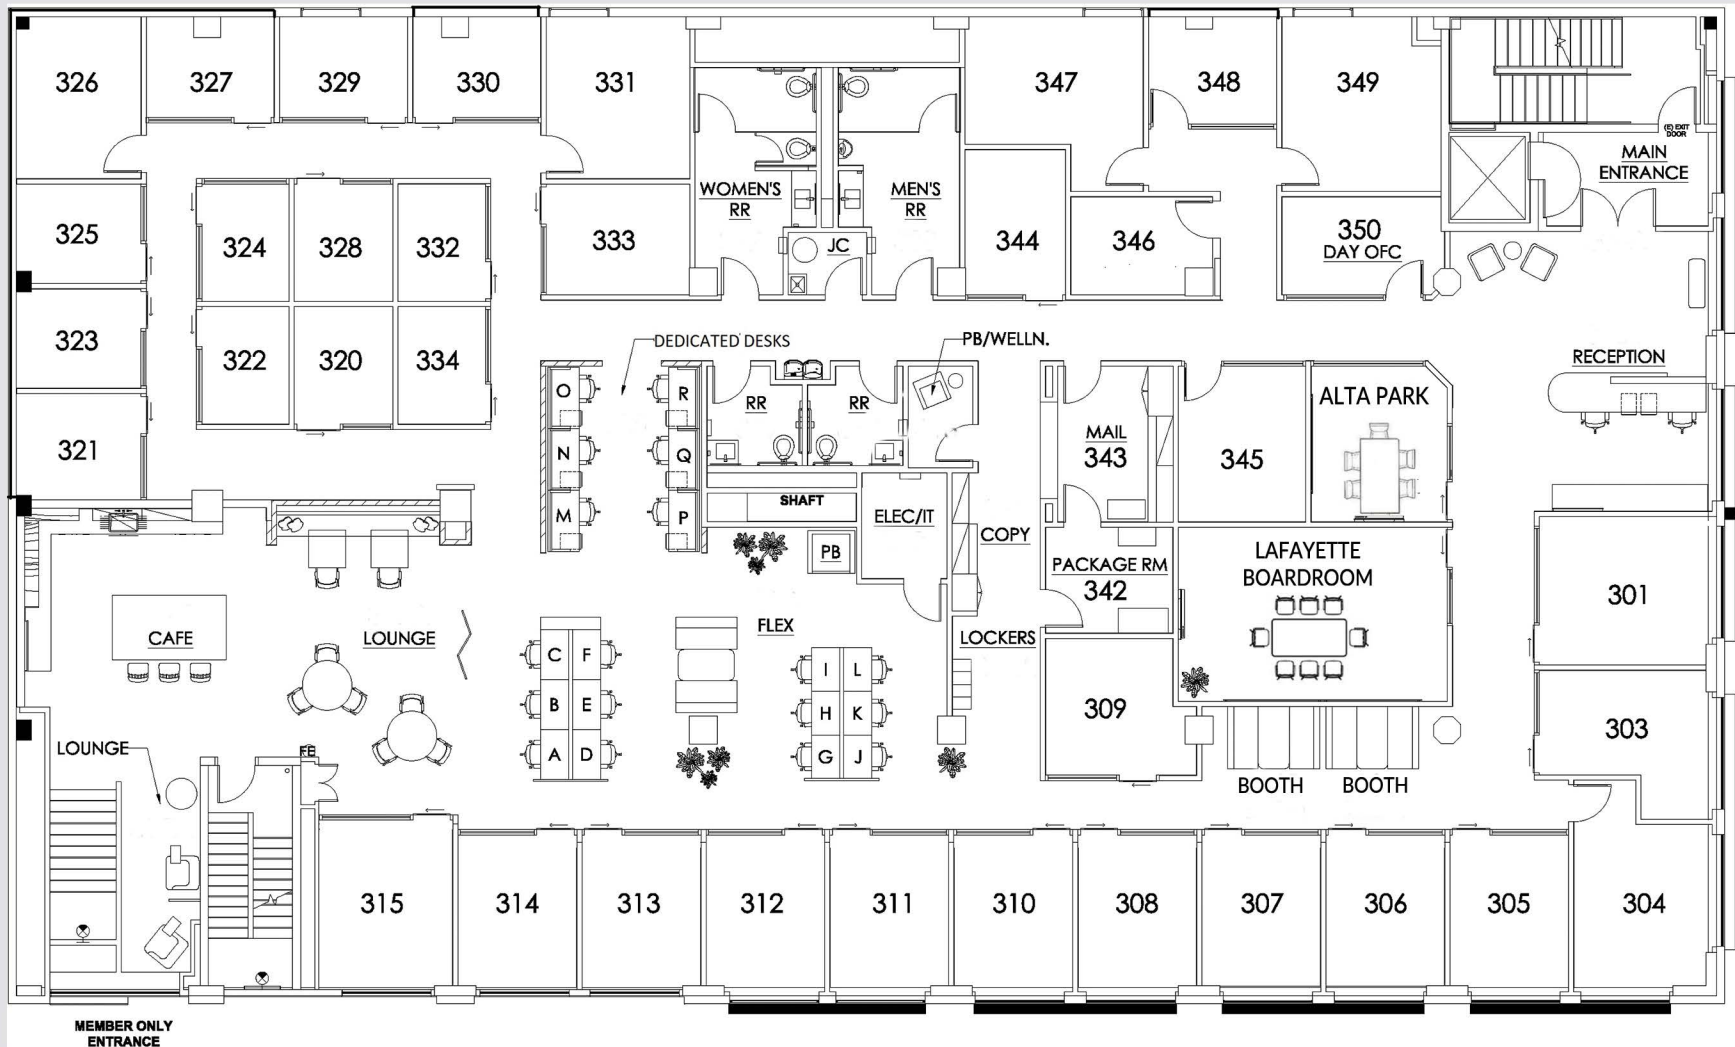 326
327
329
330
331
347
348
349
(E) EXIT
DOOR
MAIN
ENTRANCE
WOMEN'S
RR
MEN'S
RR
JC
325
324
328
332
333
344
346
350
DAY OFC
323
322
320
334
DEDICATED DESKS
PB/WELLN.
RECEPTION
321
O
N
M
R
Q
P
RR
RR
MAIL
343
345
ALTA PARK
SHAFT
ELEC/IT
PB
COPY
PACKAGE RM
342
LAFAYETTE
BOARDROOM
301
CAFE
LOUNGE
FLEX
LOCKERS
C F
B E
A D
I L
H K
G J
309
303
LOUNGE
FE
BOOTH
BOOTH
315
314
313
312
311
310
308
307
306
305
304
MEMBER ONLY
ENTRANCE